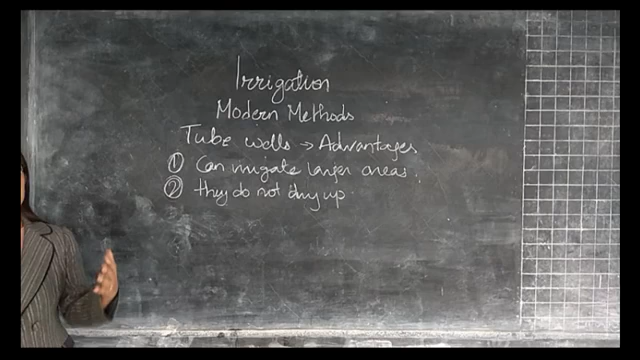 Irrigation
Modern Methods
Tube wells → Advantages
① Can irrigate larger areas.
② they do not dry up.